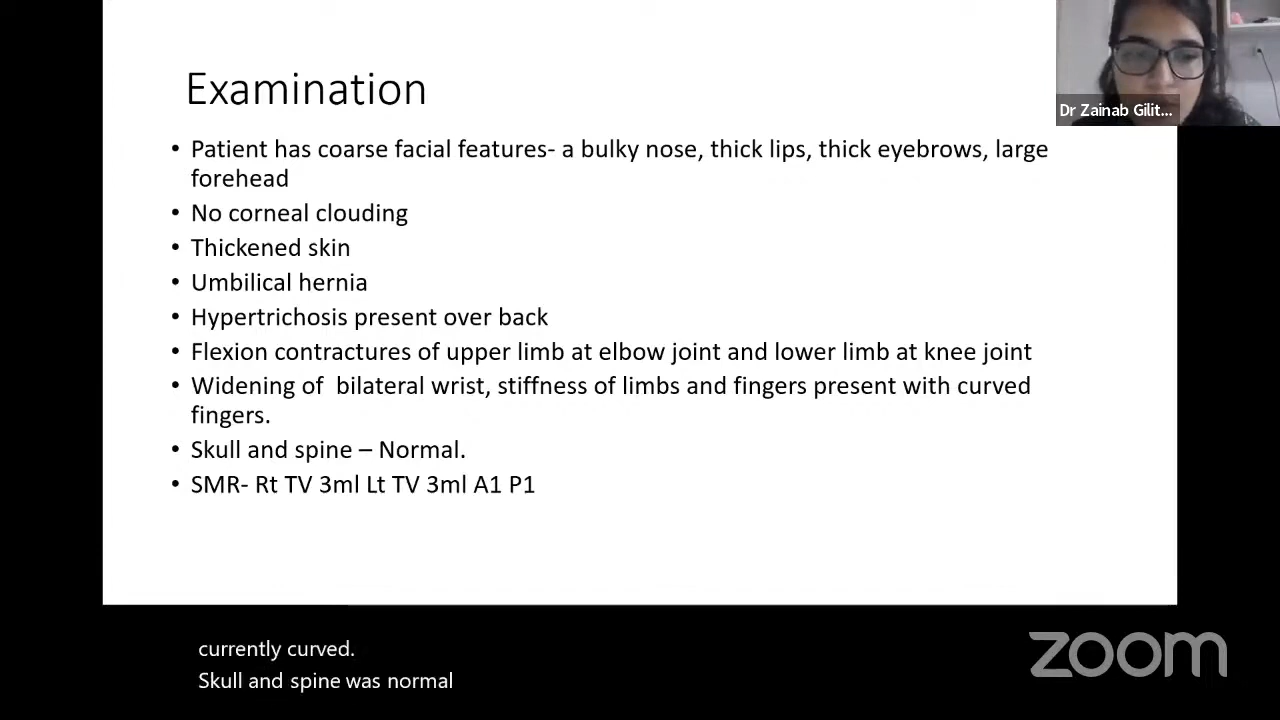 Examination
Dr Zainab Gilit...
• Patient has coarse facial features- a bulky nose, thick lips, thick eyebrows, large
forehead
• No corneal clouding
• Thickened skin
• Umbilical hernia
• Hypertrichosis present over back
• Flexion contractures of upper limb at elbow joint and lower limb at knee joint
• Widening of  bilateral wrist, stiffness of limbs and fingers present with curved
fingers.
• Skull and spine – Normal.
• SMR- Rt TV 3ml Lt TV 3ml A1 P1
currently curved.
Skull and spine was normal
zoom